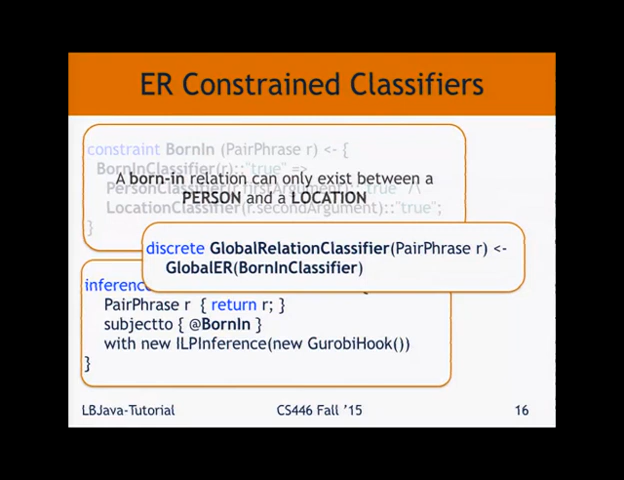 ER Constrained Classifiers
constraint BornIn (PairPhrase r) <- {
BornInClassifier(r)::"true" =>
A born-in relation can only exist between a
PersonClassifier(r.firstArgument)::"true" /\
PERSON and a LOCATION
LocationClassifier(r.secondArgument)::"true";
}
discrete GlobalRelationClassifier(PairPhrase r) <-
GlobalER(BornInClassifier)
inference {
PairPhrase r { return r; }
subjectto { @BornIn }
with new ILPInference(new GurobiHook())
}
LBJava-Tutorial
CS446 Fall '15
16